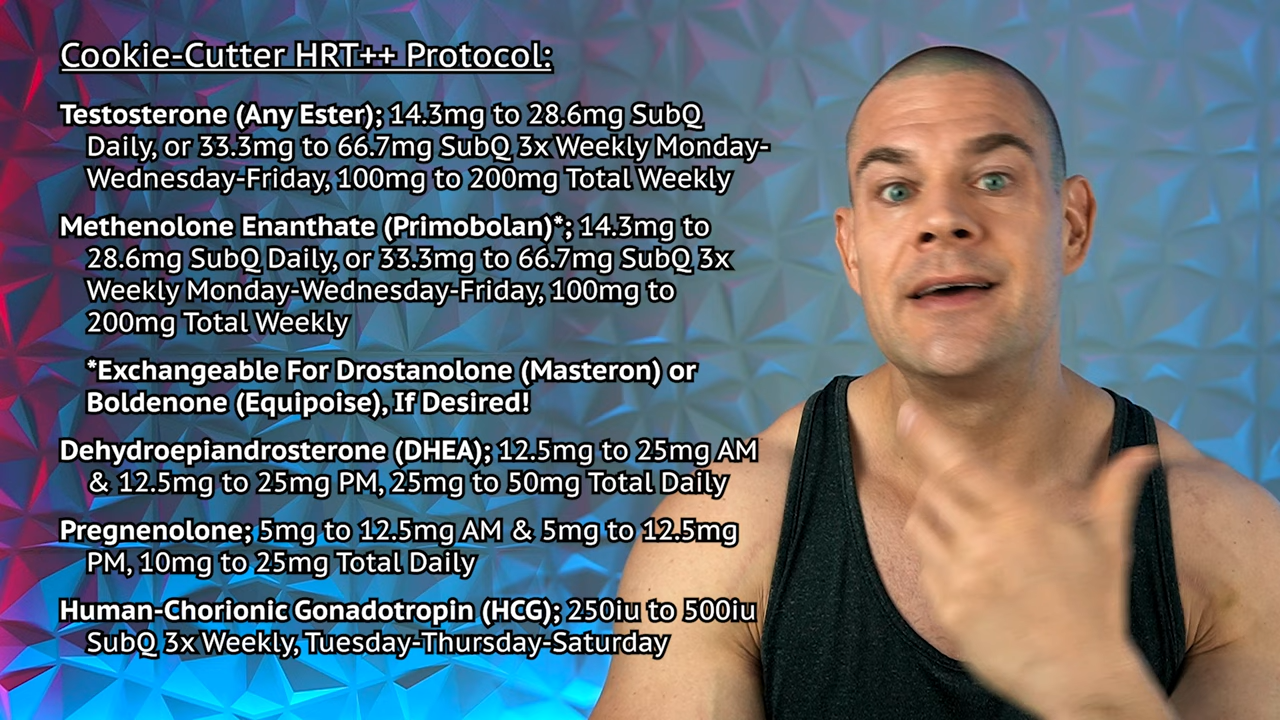 Cookie-Cutter HRT++ Protocol:
Testosterone (Any Ester); 14.3mg to 28.6mg SubQ
Daily, or 33.3mg to 66.7mg SubQ 3x Weekly Monday-
Wednesday-Friday, 100mg to 200mg Total Weekly
Methenolone Enanthate (Primobolan)*; 14.3mg to
28.6mg SubQ Daily, or 33.3mg to 66.7mg SubQ 3x
Weekly Monday-Wednesday-Friday, 100mg to
200mg Total Weekly
*Exchangeable For Drostanolone (Masteron) or
Boldenone (Equipoise), If Desired!
Dehydroepiandrosterone (DHEA); 12.5mg to 25mg AM
& 12.5mg to 25mg PM, 25mg to 50mg Total Daily
Pregnenolone; 5mg to 12.5mg AM & 5mg to 12.5mg
PM, 10mg to 25mg Total Daily
Human-Chorionic Gonadotropin (HCG); 250iu to 500iu
SubQ 3x Weekly, Tuesday-Thursday-Saturday